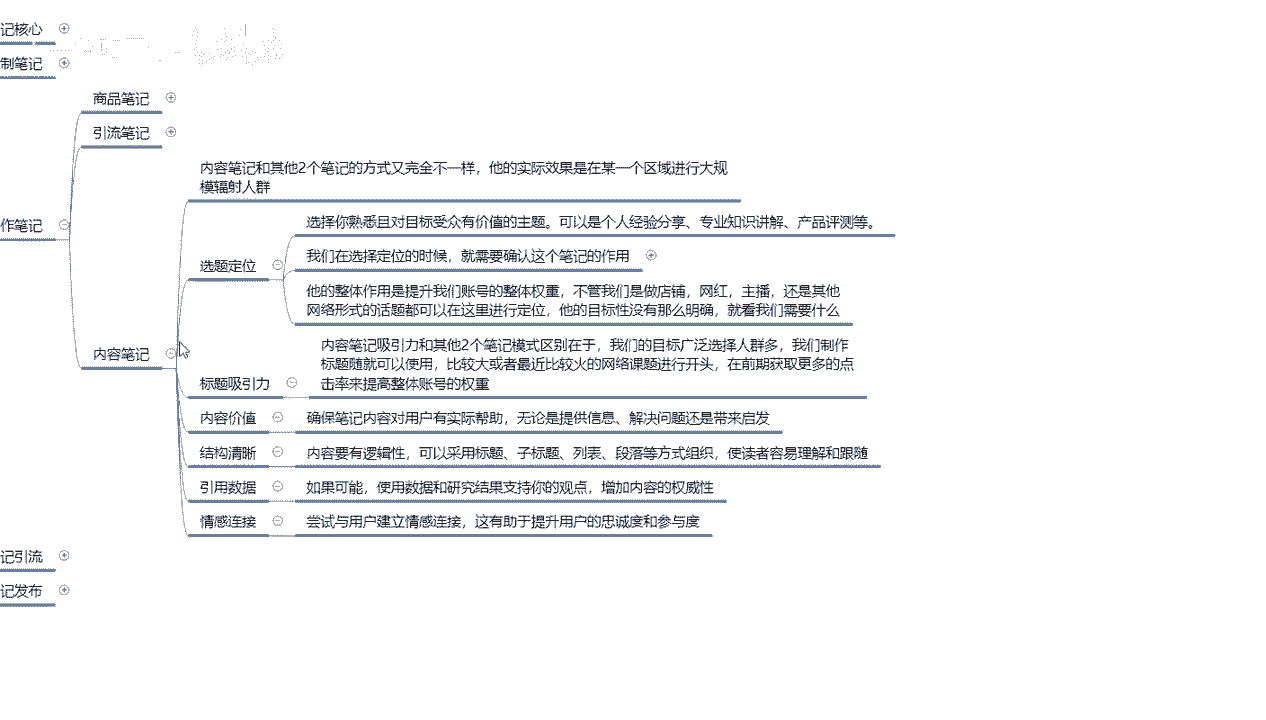 记核心
制笔记
商品笔记
引流笔记
内容笔记和其他2个笔记的方式又完全不一样，他的实际效果是在某一个区域进行大规
模辐射人群
选择你熟悉且对目标受众有价值的主题。可以是个人经验分享、专业知识讲解、产品评测等。
作笔记
我们在选择定位的时候，就需要确认这个笔记的作用
选题定位
他的整体作用是提升我们账号的整体权重，不管我们是做店铺，网红，主播，还是其他
网络形式的话题都可以在这里进行定位，他的目标性没有那么明确，就看我们需要什么
内容笔记
内容笔记吸引力和其他2个笔记模式区别在于，我们的目标广泛选择人群多，我们制作
标题随就可以使用，比较大或者最近比较火的网络课题进行开头，在前期获取更多的点
击率来提高整体账号的权重
标题吸引力
内容价值
确保笔记内容对用户有实际帮助，无论是提供信息、解决问题还是带来启发
结构清晰
内容要有逻辑性，可以采用标题、子标题、列表、段落等方式组织，使读者容易理解和跟随
引用数据
如果可能，使用数据和研究结果支持你的观点，增加内容的权威性
情感连接
尝试与用户建立情感连接，这有助于提升用户的忠诚度和参与度
记引流
记发布